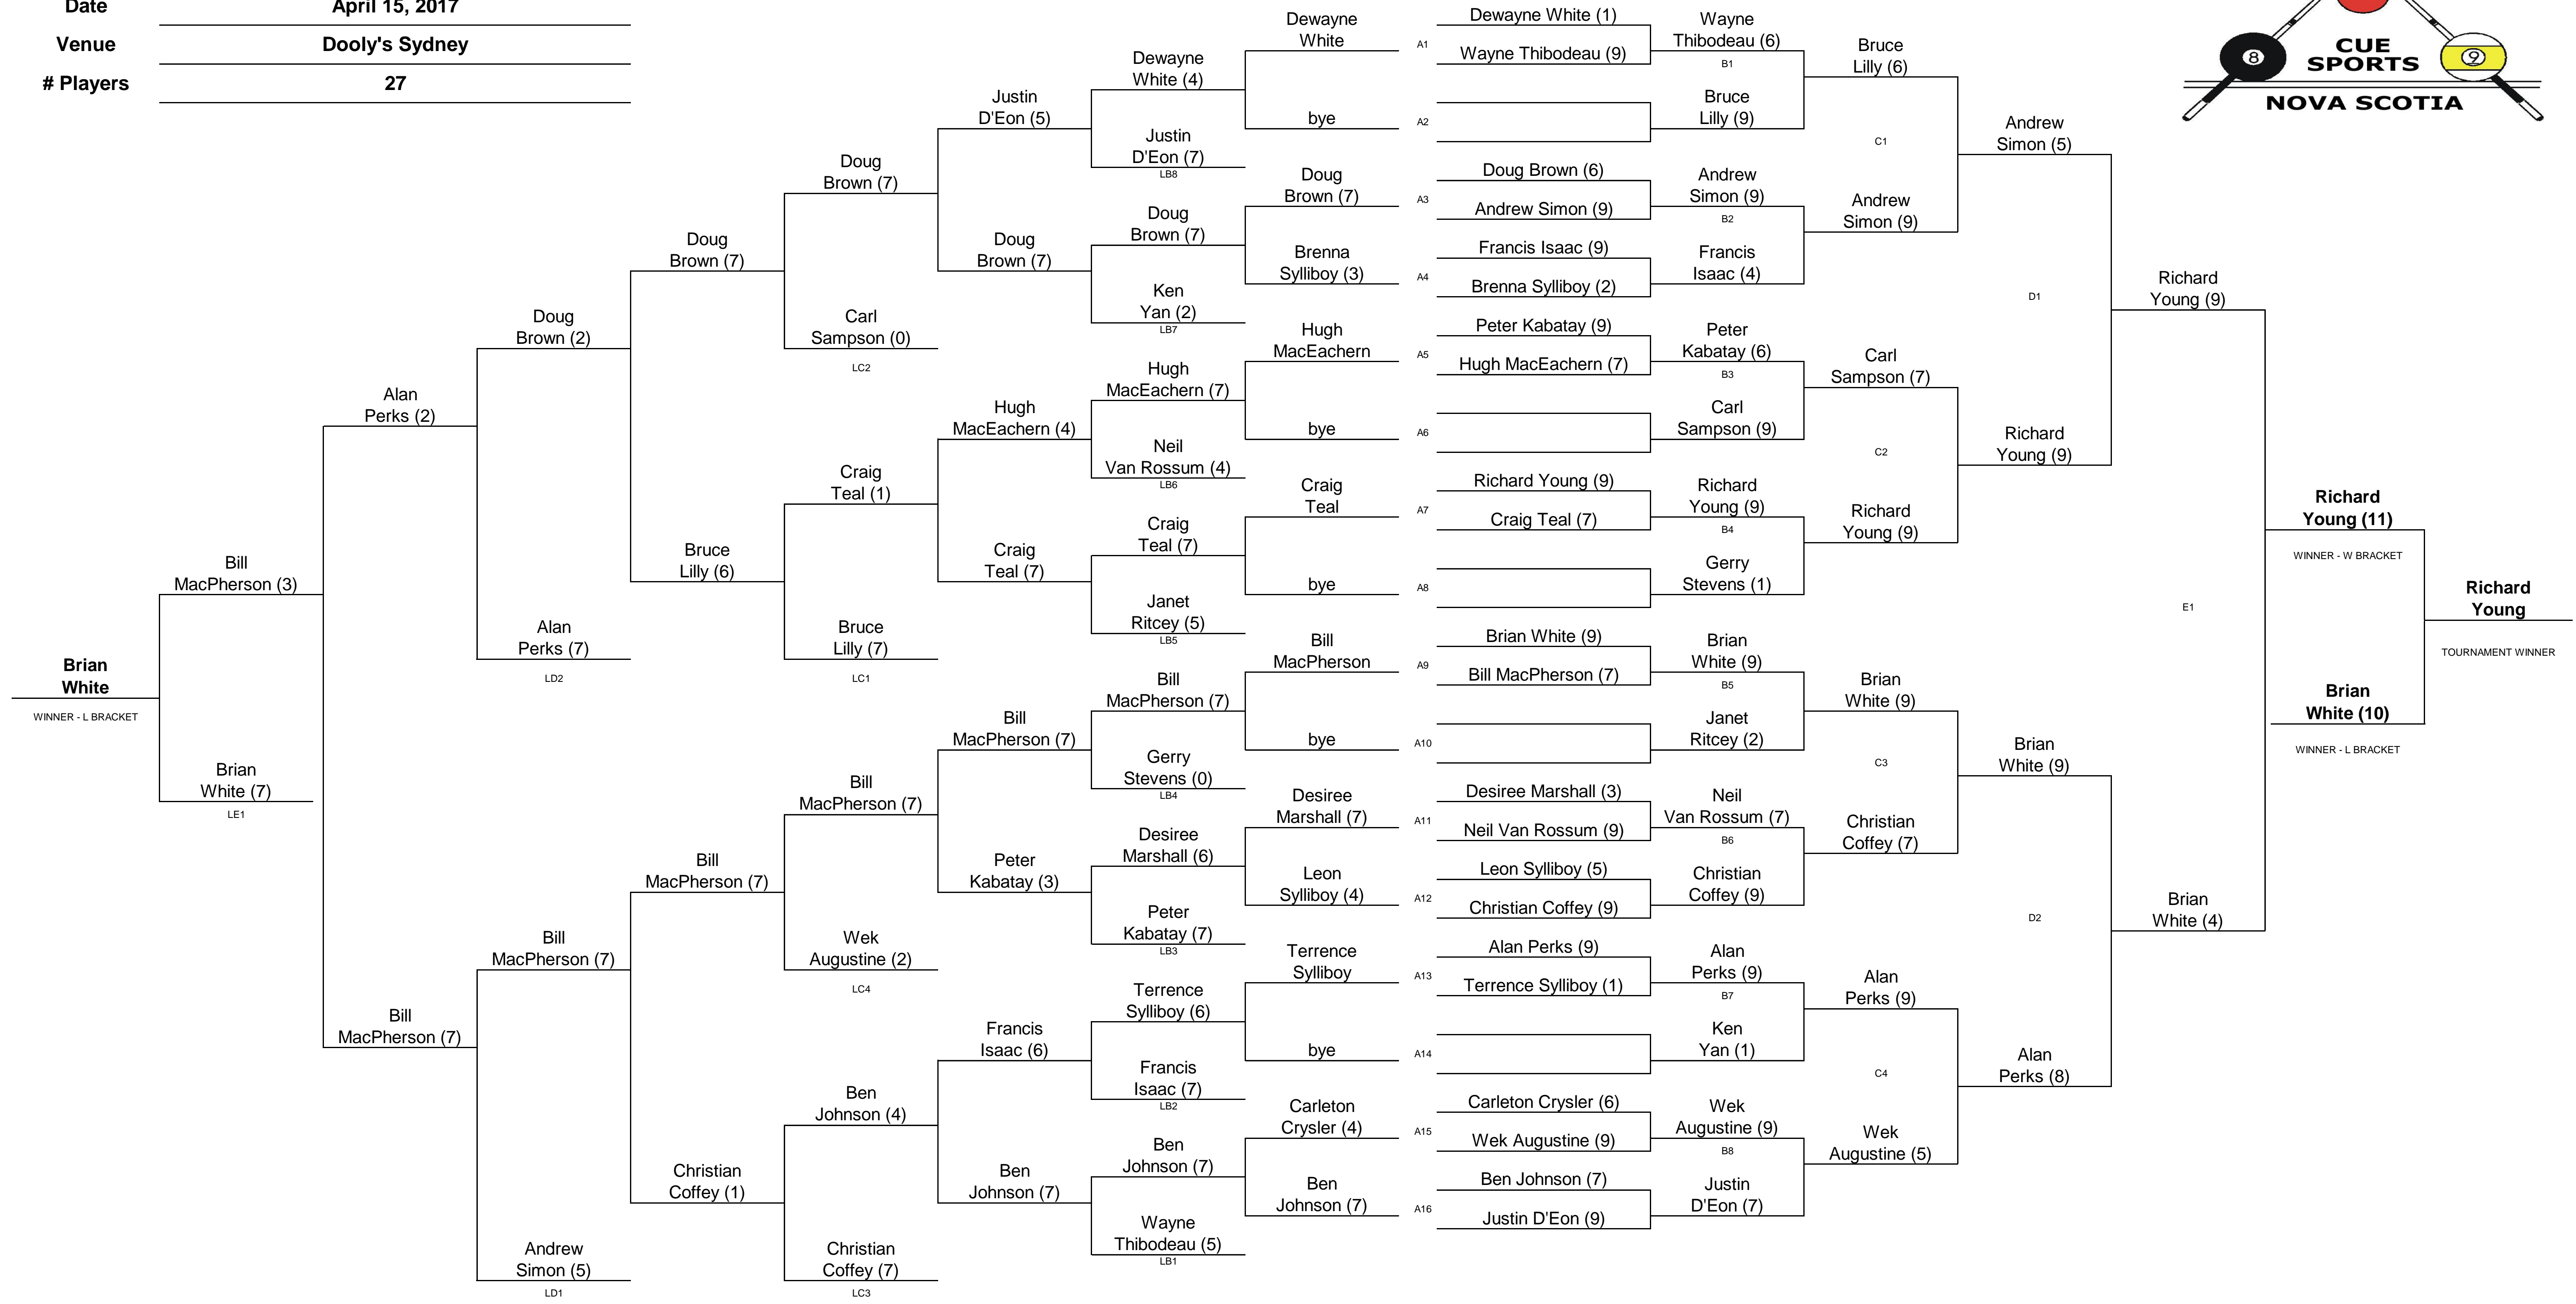 Date
April 15, 2017
Venue
Dooly's Sydney
# Players
27
8
CUE
SPORTS
9
NOVA SCOTIA
Brian
White
WINNER - L BRACKET
Bill
MacPherson (3)
Brian
White (7)
LE1
Alan
Perks (2)
Bill
MacPherson (7)
Doug
Brown (2)
Alan
Perks (7)
LD2
Bill
MacPherson (7)
Andrew
Simon (5)
LD1
Doug
Brown (7)
Bruce
Lilly (6)
Bill
MacPherson (7)
Christian
Coffey (1)
Doug
Brown (7)
Carl
Sampson (0)
LC2
Craig
Teal (1)
Bruce
Lilly (7)
LC1
Bill
MacPherson (7)
Wek
Augustine (2)
LC4
Ben
Johnson (4)
Christian
Coffey (7)
LC3
Justin
D'Eon (5)
Doug
Brown (7)
Hugh
MacEachern (4)
Craig
Teal (7)
Bill
MacPherson (7)
Peter
Kabatay (3)
Francis
Isaac (6)
Ben
Johnson (7)
Dewayne
White (4)
Justin
D'Eon (7)
LB8
Doug
Brown (7)
Ken
Yan (2)
LB7
Hugh
MacEachern (7)
Neil
Van Rossum (4)
LB6
Craig
Teal (7)
Janet
Ritcey (5)
LB5
Bill
MacPherson (7)
Gerry
Stevens (0)
LB4
Desiree
Marshall (6)
Peter
Kabatay (7)
LB3
Terrence
Sylliboy (6)
Francis
Isaac (7)
LB2
Ben
Johnson (7)
Wayne
Thibodeau (5)
LB1
Dewayne
White
bye
Doug
Brown (7)
Brenna
Sylliboy (3)
Hugh
MacEachern
bye
Craig
Teal
bye
Bill
MacPherson
bye
Desiree
Marshall (7)
Leon
Sylliboy (4)
Terrence
Sylliboy
bye
Carleton
Crysler (4)
Ben
Johnson (7)
A1
A2
A3
A4
A5
A6
A7
A8
A9
A10
A11
A12
A13
A14
A15
A16
Dewayne White (1)
Wayne Thibodeau (9)
Doug Brown (6)
Andrew Simon (9)
Francis Isaac (9)
Brenna Sylliboy (2)
Peter Kabatay (9)
Hugh MacEachern (7)
Richard Young (9)
Craig Teal (7)
Brian White (9)
Bill MacPherson (7)
Desiree Marshall (3)
Neil Van Rossum (9)
Leon Sylliboy (5)
Christian Coffey (9)
Alan Perks (9)
Terrence Sylliboy (1)
Carleton Crysler (6)
Wek Augustine (9)
Ben Johnson (7)
Justin D'Eon (9)
Wayne
Thibodeau (6)
B1
Bruce
Lilly (9)
Andrew
Simon (9)
B2
Francis
Isaac (4)
Peter
Kabatay (6)
B3
Carl
Sampson (9)
Richard
Young (9)
B4
Gerry
Stevens (1)
Brian
White (9)
B5
Janet
Ritcey (2)
Neil
Van Rossum (7)
B6
Christian
Coffey (9)
Alan
Perks (9)
B7
Ken
Yan (1)
Wek
Augustine (9)
B8
Justin
D'Eon (7)
Bruce
Lilly (6)
C1
Andrew
Simon (9)
Carl
Sampson (7)
C2
Richard
Young (9)
Brian
White (9)
C3
Christian
Coffey (7)
Alan
Perks (9)
C4
Wek
Augustine (5)
Andrew
Simon (5)
D1
Richard
Young (9)
Brian
White (9)
D2
Alan
Perks (8)
Richard
Young (9)
E1
Brian
White (4)
Richard
Young (11)
WINNER - W BRACKET
Brian
White (10)
WINNER - L BRACKET
Richard
Young
TOURNAMENT WINNER